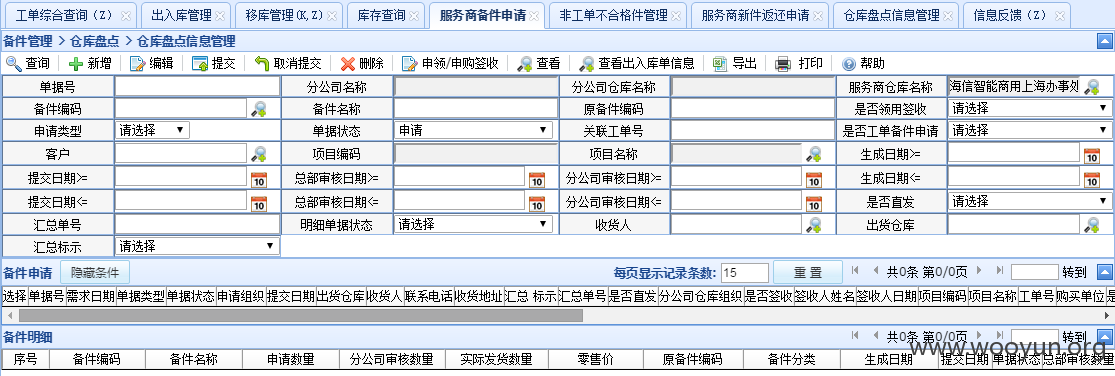 工单综合查询（Z） 出入库管理 移库管理(K,Z) 库存查询 服务商备件申请 非工单不合格件管理 服务商新件返还申请 仓库盘点信息管理 信息反馈（Z）
备件管理 > 仓库盘点 > 仓库盘点信息管理
查询 新增 编辑 提交 取消提交 删除 申领/申购签收 查看 查看出入库单信息 导出 打印 帮助
单据号 分公司名称 分公司仓库名称 服务商仓库名称 海信智能商用上海办事处
备件编码 备件名称 原备件编码 是否领用签收 请选择
申请类型 请选择 单据状态 申请 关联工单号 是否工单备件申请 请选择
客户 项目编码 项目名称 生成日期>=
提交日期>= 总部审核日期>= 分公司审核日期>= 生成日期<=
提交日期<= 总部审核日期<= 分公司审核日期<= 是否直发 请选择
汇总单号 明细单据状态 请选择 收货人 出货仓库
汇总标示 请选择
备件申请 隐藏条件 每页显示记录条数: 15 重 置 共0条 第0/0页 转到
选择 单据号 需求日期 单据类型 单据状态 申请组织 提交日期 出货仓库 收货人 联系电话 收货地址 汇总 标示 汇总单号 是否直发 分公司仓库组织 是否签收 签收人姓名 签收人日期 项目编码 项目名称 工单号 购买单位
备件明细 共0条 第0/0页 转到
序号 备件编码 备件名称 申请数量 分公司审核数量 实际发货数量 零售价 原备件编码 备件分类 生成日期 提交日期 单据状态 总部审核数量
www.wooyun.org